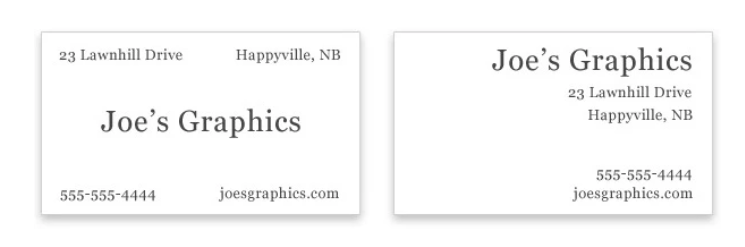 23 Lawnhill Drive Happyville, NB
Joe's Graphics
555-555-4444 joesgraphics.com
Joe's Graphics
23 Lawnhill Drive
Happyville, NB
555-555-4444
joesgraphics.com